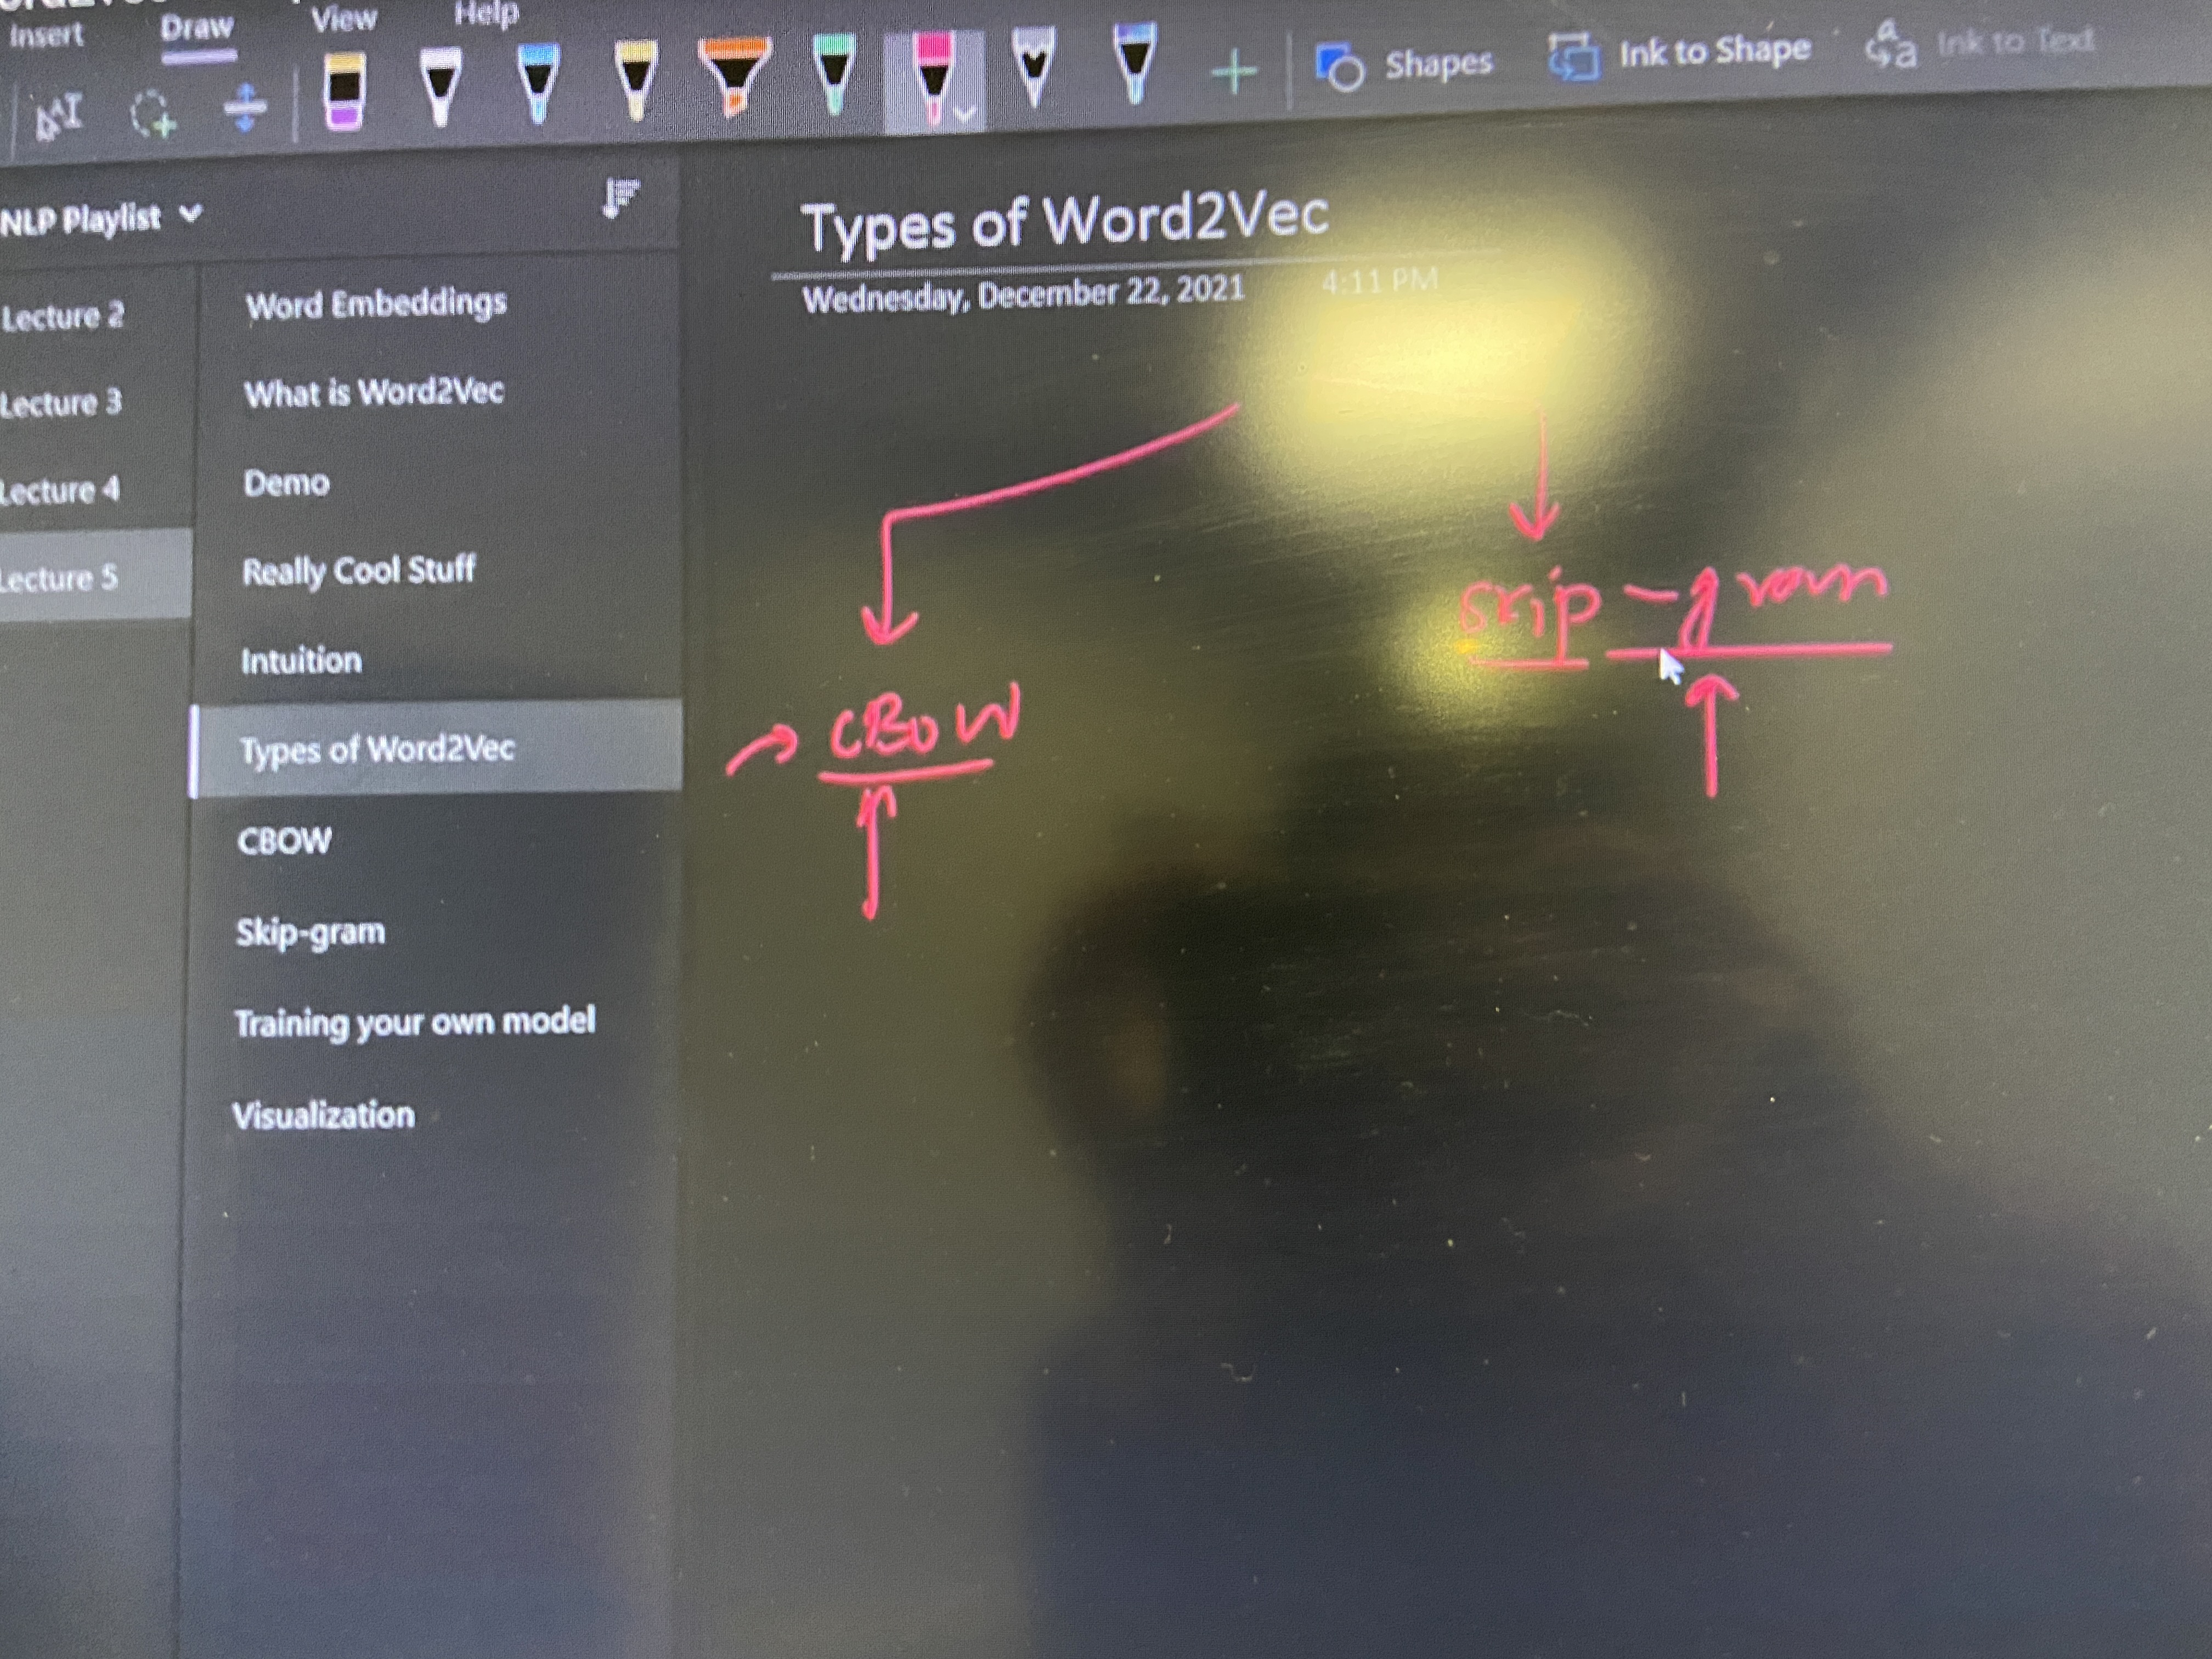 Insert Draw View Help
Shapes Ink to Shape Ink to Text
NLP Playlist
Lecture 2
Lecture 3
Lecture 4
Lecture 5
Word Embeddings
What is Word2Vec
Demo
Really Cool Stuff
Intuition
Types of Word2Vec
CBOW
Skip-gram
Training your own model
Visualization
Types of Word2Vec
Wednesday, December 22, 2021 4:11 PM
CBOW
skip-gram